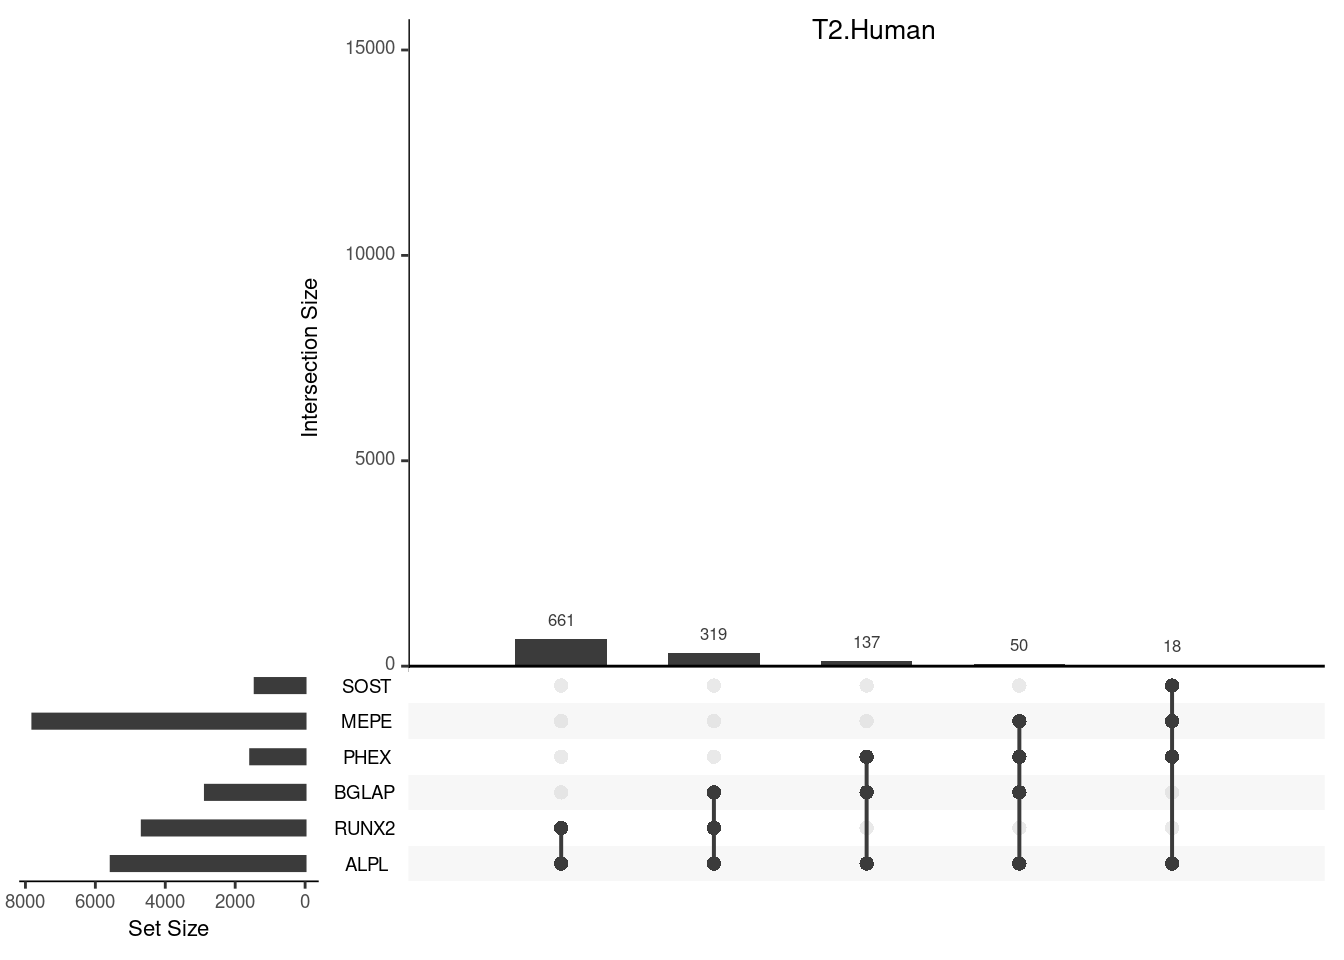 T2.Human
15000
10000
5000
0
Intersection Size
661
319
137
50
18
SOST
MEPE
PHEX
BGLAP
RUNX2
ALPL
8000 6000 4000 2000 0
Set Size